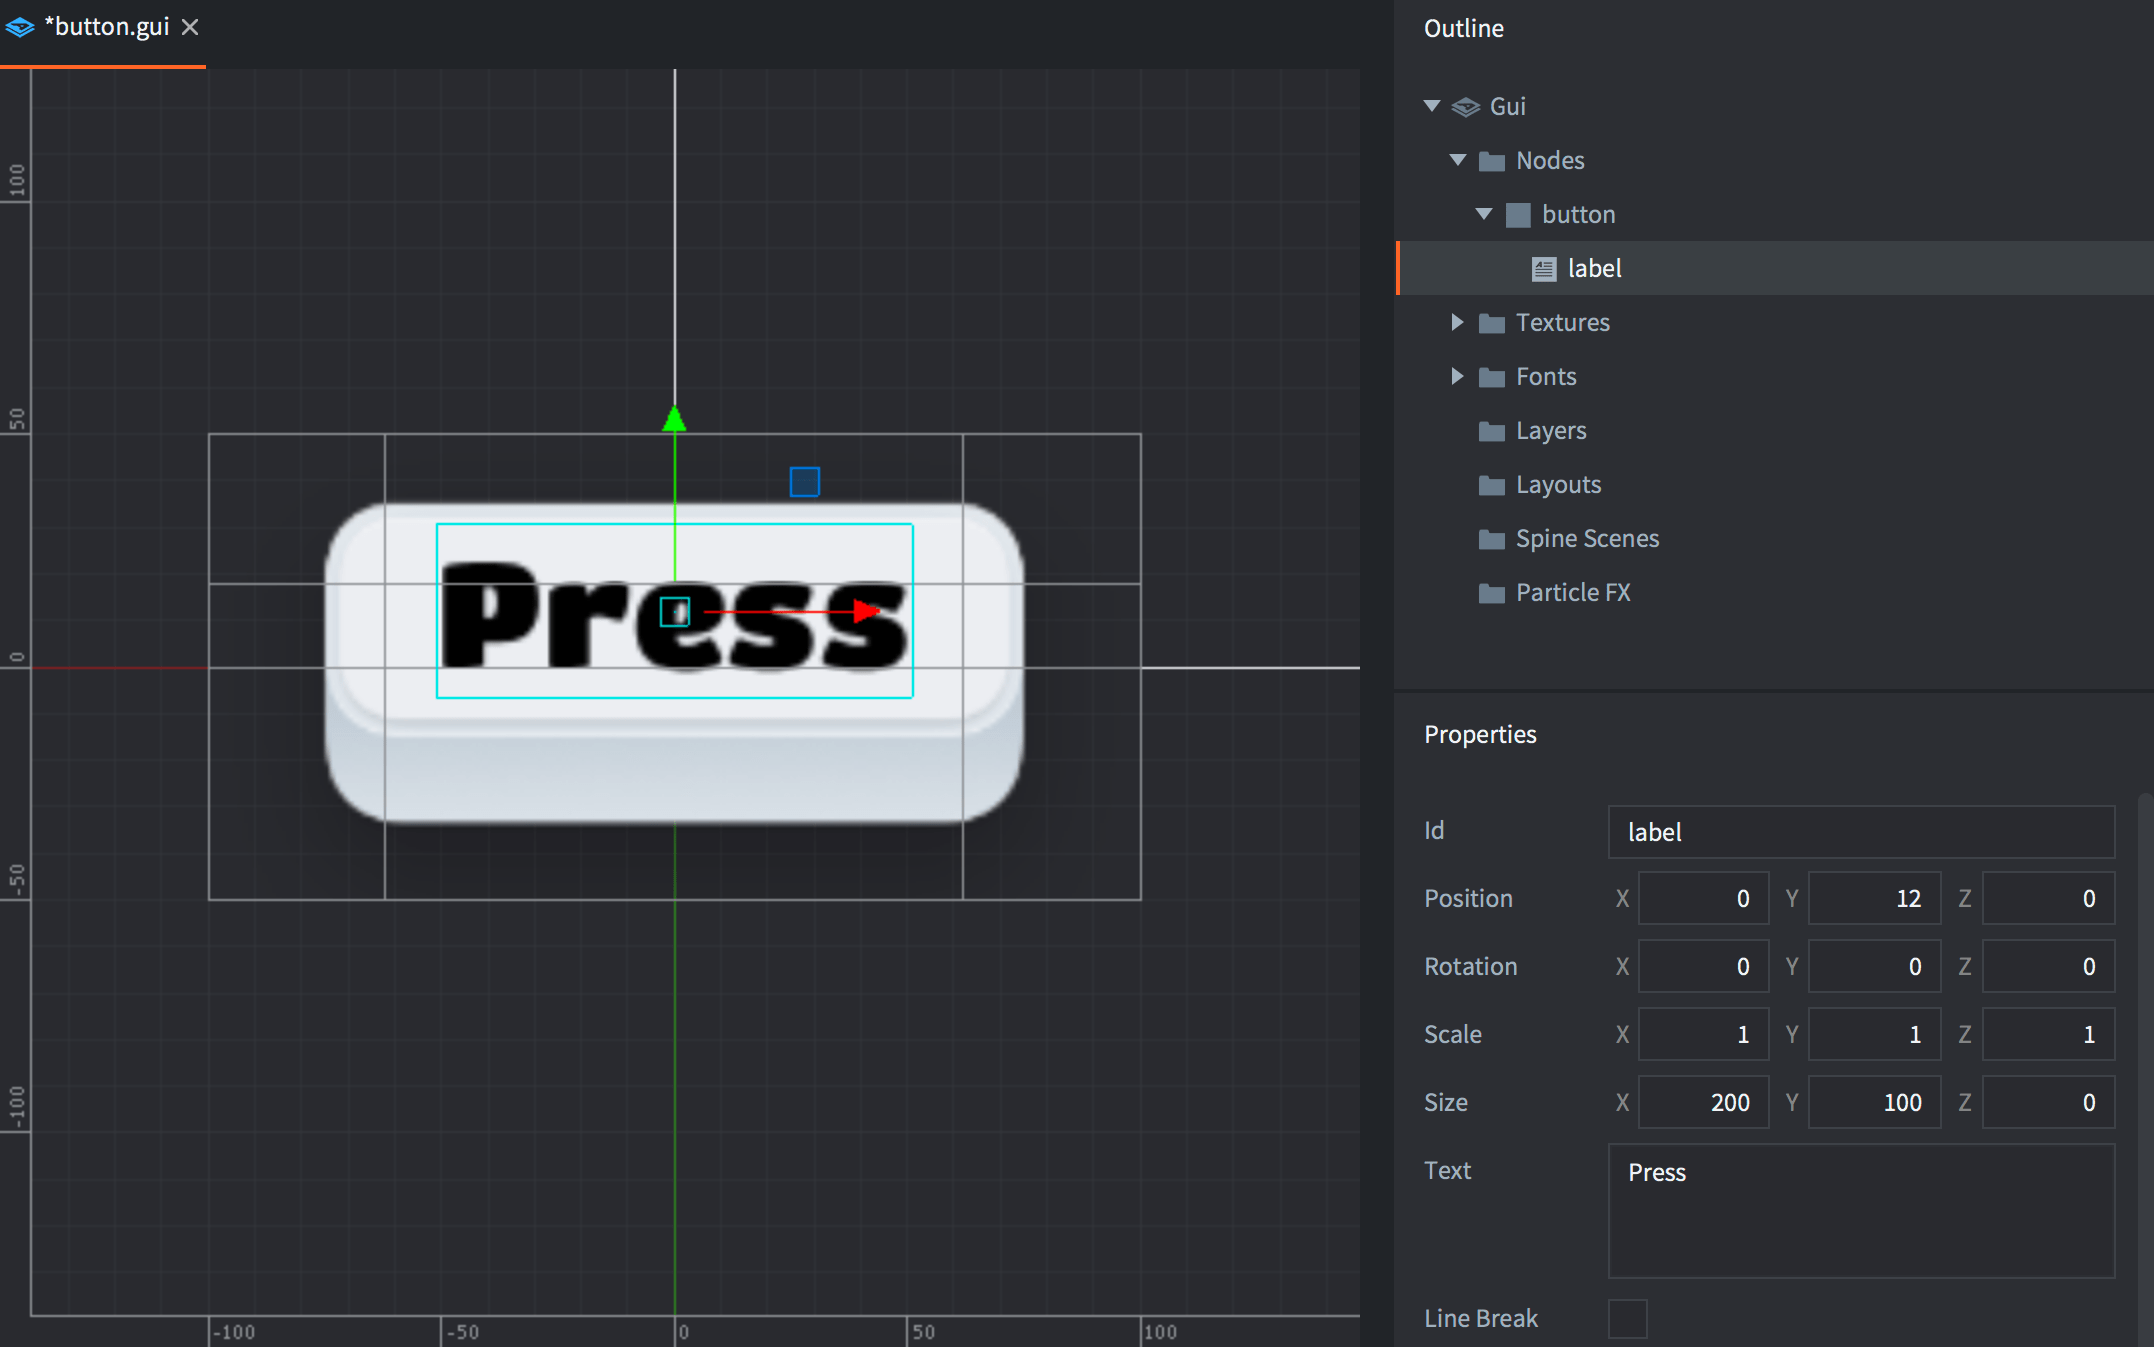 *button.gui
100
50
0
-50
-100
Press
-100
-50
0
50
100
Outline
Gui
Nodes
button
label
Textures
Fonts
Layers
Layouts
Spine Scenes
Particle FX
Properties
Id label
Position X 0 Y 12 Z 0
Rotation X 0 Y 0 Z 0
Scale X 1 Y 1 Z 1
Size X 200 Y 100 Z 0
Text Press
Line Break